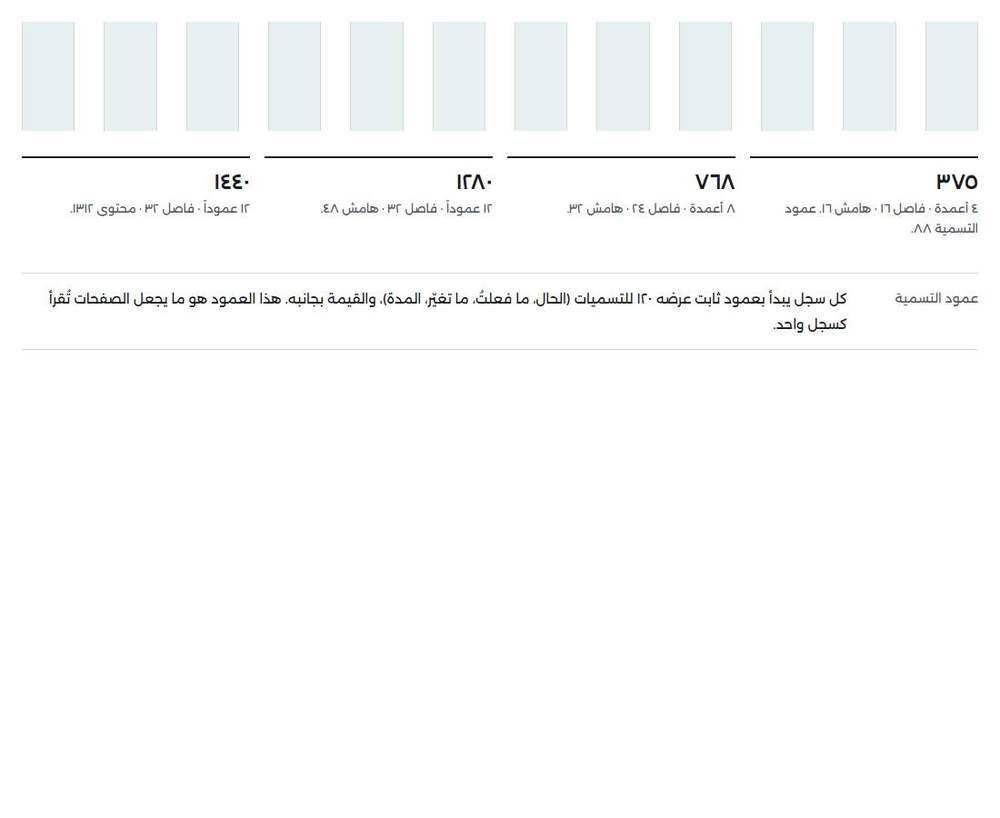 ٣٧٥
٤ أعمدة · فاصل ١٦ · هامش ١٦. عمود
التسمية ٨٨.
٧٦٨
٨ أعمدة · فاصل ٢٤ · هامش ٣٢.
١٢٨٠
١٢ عموداً · فاصل ٣٢ · هامش ٤٨.
١٤٤٠
١٢ عموداً · فاصل ٣٢ · محتوى ١٣١٢.
عمود التسمية
كل سجل يبدأ بعمود ثابت عرضه ١٢٠ للتسميات (الحال، ما فعلتُ، ما تغيّر، المدة)، والقيمة بجانبه. هذا العمود هو ما يجعل الصفحات تُقرأ
كسجل واحد.